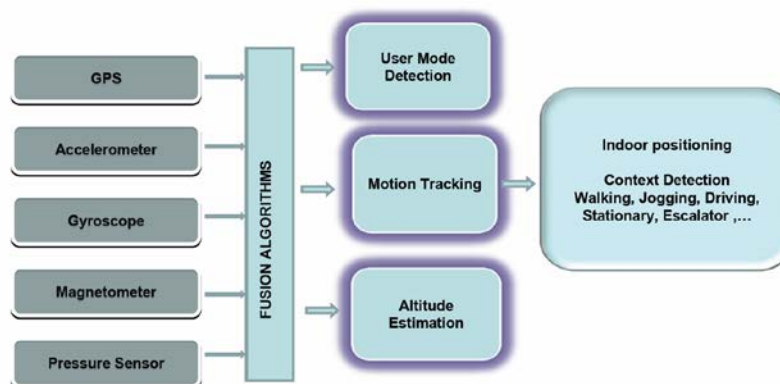 GPS
Accelerometer
Gyroscope
Magnetometer
Pressure Sensor
FUSION ALGORITHMS
User Mode
Detection
Motion Tracking
Altitude
Estimation
Indoor positioning
Context Detection
Walking, Jogging, Driving,
Stationary, Escalator ,...